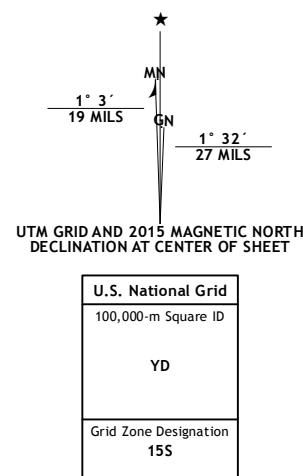 ★
MN
1° 3´
19 MILS
GN
1° 32´
27 MILS
UTM GRID AND 2015 MAGNETIC NORTH
DECLINATION AT CENTER OF SHEET
U.S. National Grid
100,000-m Square ID
YD
Grid Zone Designation
15S